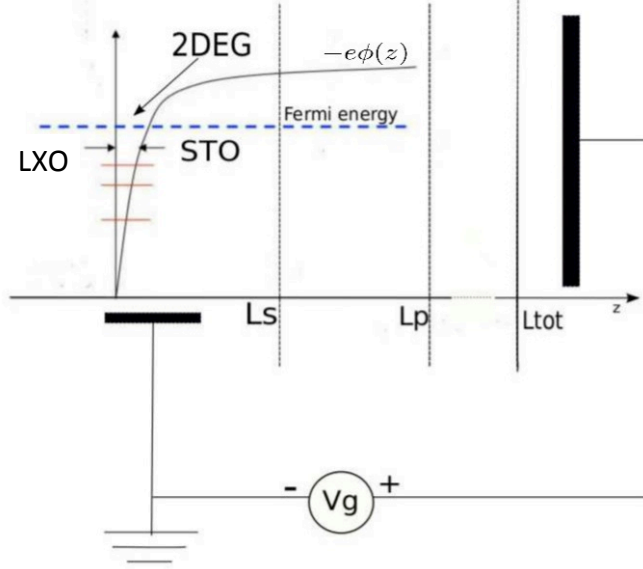 2DEG
−eϕ(z)
Fermi energy
LXO
STO
Ls
Lp
Ltot
z
- Vg +